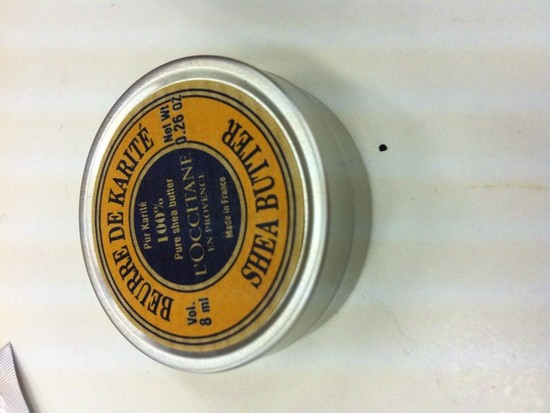 BEURRE DE KARITÉ
Vol.
8 ml
Pur Karité
100%
Pure shea butter
L'OCCITANE
EN PROVENCE
Made in France
Net Wt.
0.26 OZ.
SHEA BUTTER